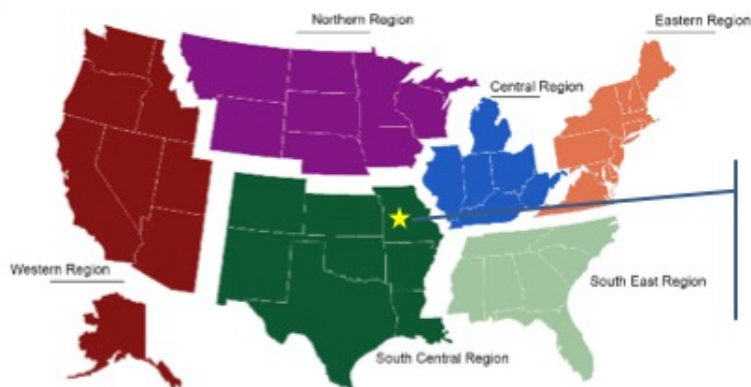 Northern Region
Eastern Region
Central Region
Western Region
South East Region
South Central Region